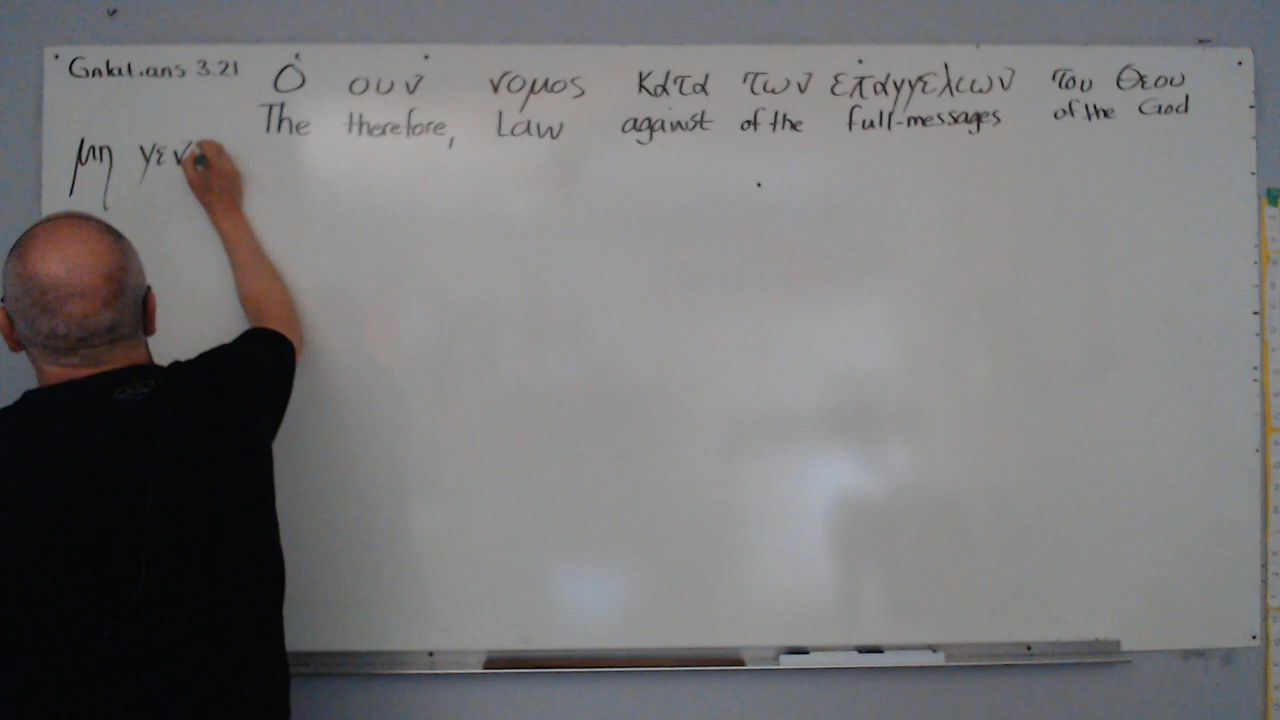 Galatians 3.21 Ὁ ουν νομος κατα των επαγγελιων του Θεου
The therefore, Law against of the full-messages of the God
μη γεν